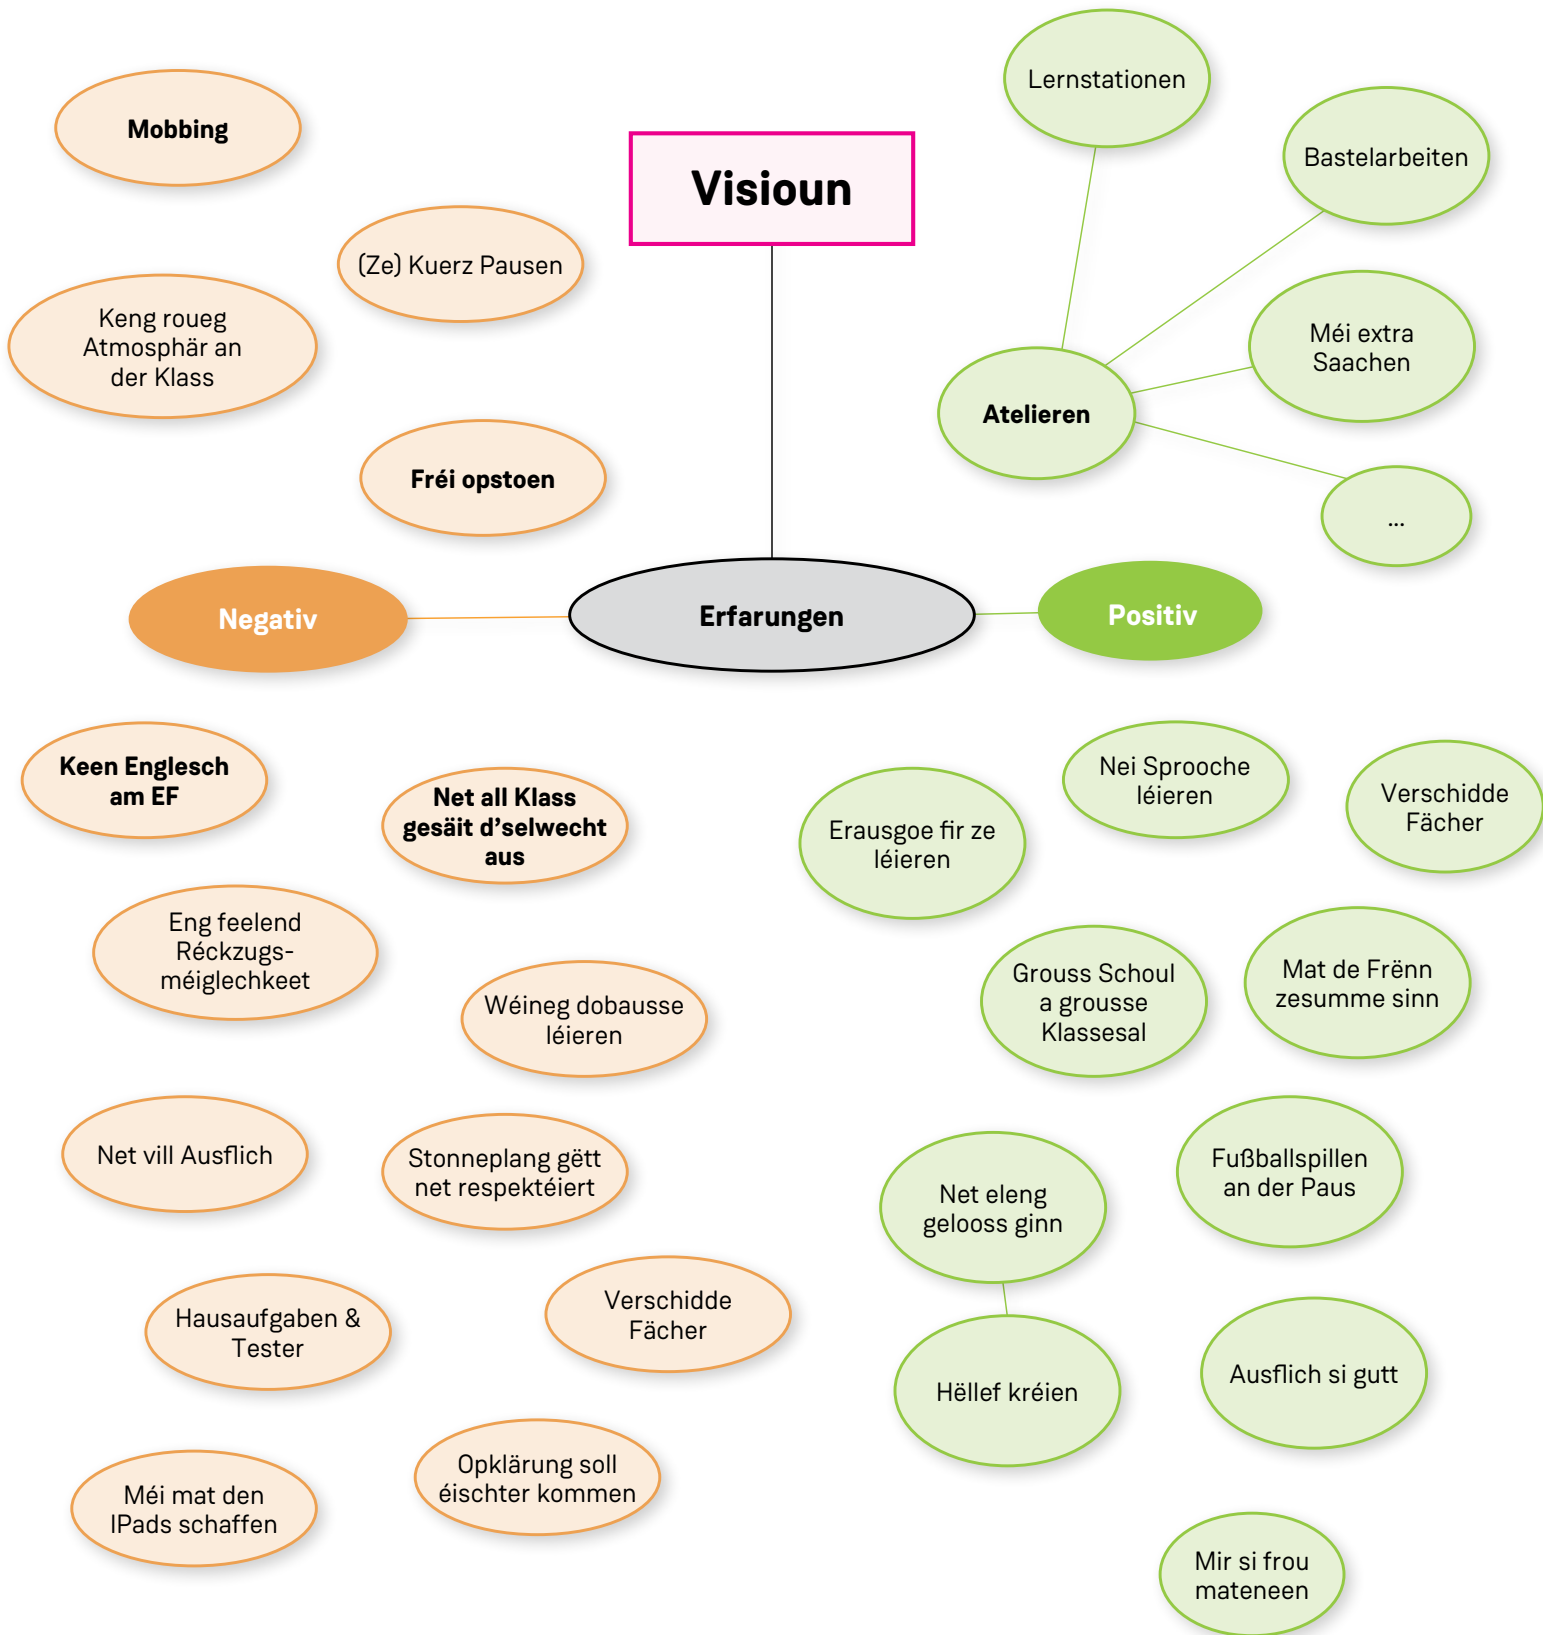 Visioun
Erfarungen
Negativ
Mobbing
(Ze) Kuerz Pausen
Keng roueg
Atmosphär an
der Klass
Fréi opstoen
Keen Englesch
am EF
Net all Klass
gesäit d’selwecht
aus
Eng feelend
Réckzugs-
méiglechkeet
Wéineg dobausse
léieren
Net vill Ausflich
Stonneplang gëtt
net respektéiert
Hausaufgaben &
Tester
Verschidde
Fächer
Méi mat den
IPads schaffen
Opklärung soll
éischter kommen
Positiv
Lernstationen
Bastelarbeiten
Méi extra
Saachen
Atelieren
...
Nei Sprooche
léieren
Verschidde
Fächer
Erausgoe fir ze
léieren
Grouss Schoul
a grousse
Klassesal
Mat de Frënn
zesumme sinn
Net eleng
gelooss ginn
Fußballspillen
an der Paus
Hëllef kréien
Ausflich si gutt
Mir si frou
mateneen